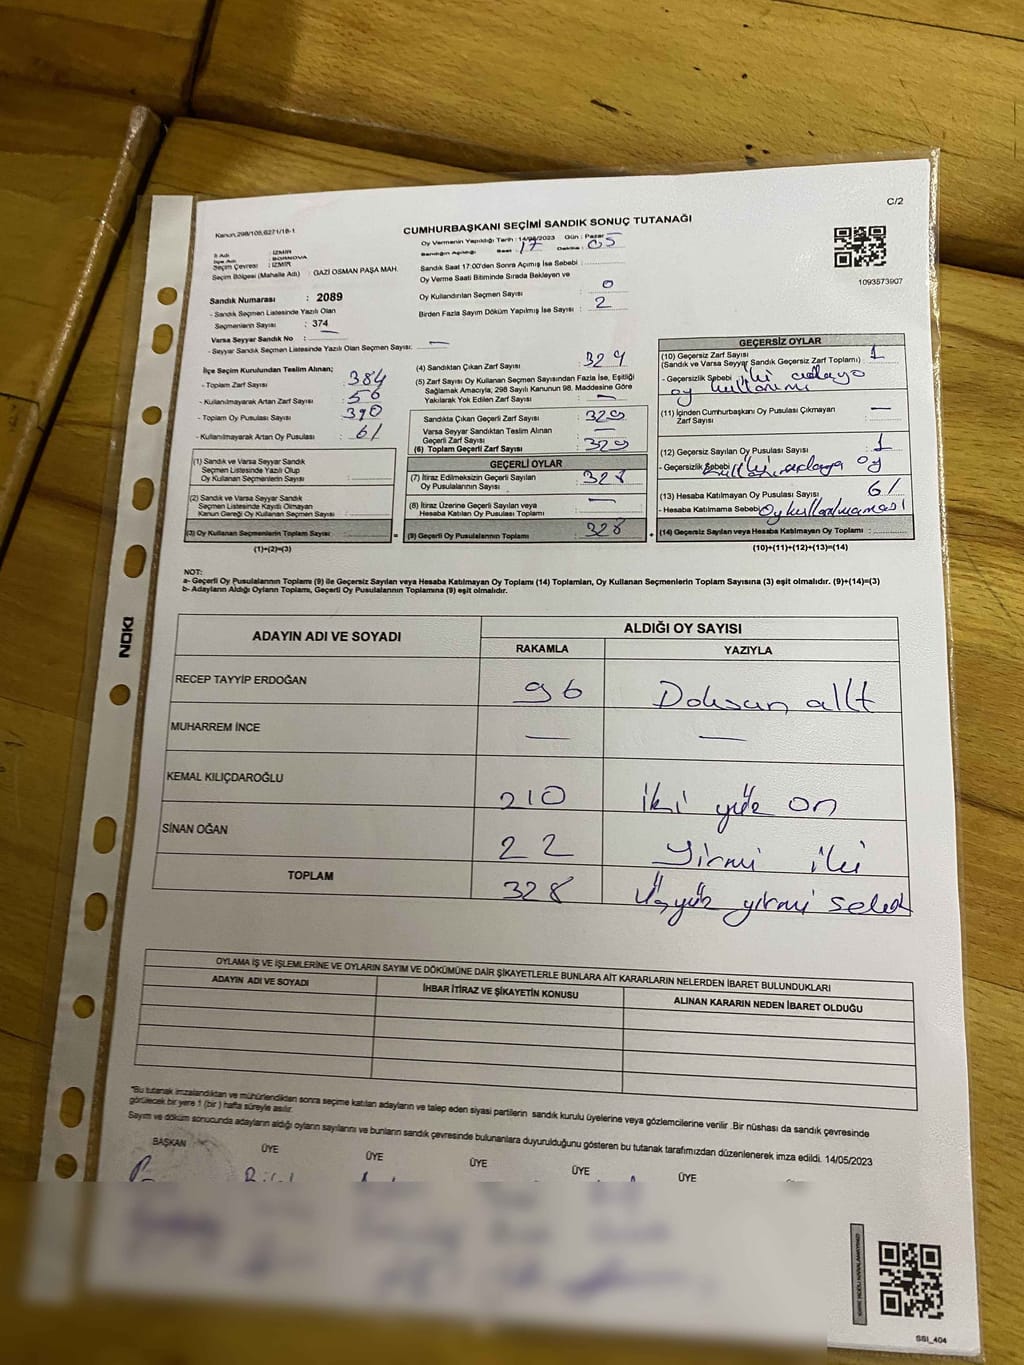 C/2
Kanun,298/105,6271/18-1
CUMHURBAŞKANI SEÇİMİ SANDIK SONUÇ TUTANAĞI
Oy Vermenin Yapıldığı Tarih : 14/05/2023 Gün : Pazar
Sandığın Açıldığı Saat : 17 Dakika : 05
İl Adı : İZMİR
İlçe Adı : BORNOVA
Seçim Çevresi : İZMİR
Seçim Bölgesi (Mahalle Adı) : GAZİ OSMAN PAŞA MAH.
Sandık Saat 17:00'den Sonra Açımış İse Sebebi :
Oy Verme Saati Bitiminde Sırada Bekleyen ve
Oy Kullandırılan Seçmen Sayısı : 0
Birden Fazla Sayım Döküm Yapılmış İse Sayısı : 2
1093573907
Sandık Numarası : 2089
- Sandık Seçmen Listesinde Yazılı Olan
Seçmenlerin Sayısı : 374
Varsa Seyyar Sandık No : —
- Seyyar Sandık Seçmen Listesinde Yazılı Olan Seçmen Sayısı: —
İlçe Seçim Kurulundan Teslim Alınan;
- Toplam Zarf Sayısı : 384
- Kullanılmayarak Artan Zarf Sayısı : 56
- Toplam Oy Pusulası Sayısı : 390
- Kullanılmayarak Artan Oy Pusulası : 61
(1) Sandık ve Varsa Seyyar Sandık
Seçmen Listesinde Yazılı Olup
Oy Kullanan Seçmenlerin Sayısı :
(2) Sandık ve Varsa Seyyar Sandık
Seçmen Listesinde Kayıtlı Olmayan
Kanun Gereği Oy Kullanan Seçmen Sayısı :
(3) Oy Kullanan Seçmenlerin Toplam Sayısı :
(1)+(2)=(3)
(4) Sandıktan Çıkan Zarf Sayısı : 329
(5) Zarf Sayısı Oy Kullanan Seçmen Sayısından Fazla İse, Eşitliği
Sağlamak Amacıyla, 298 Sayılı Kanunun 98. Maddesine Göre
Yakılarak Yok Edilen Zarf Sayısı : —
Sandıkta Çıkan Geçerli Zarf Sayısı : 329
Varsa Seyyar Sandıktan Teslim Alınan
Geçerli Zarf Sayısı : —
(6) Toplam Geçerli Zarf Sayısı : 329
GEÇERLİ OYLAR
(7) İtiraz Edilmeksizin Geçerli Sayılan
Oy Pusulalarının Sayısı : 328
(8) İtiraz Üzerine Geçerli Sayılan veya
Hesaba Katılan Oy Pusulası Toplamı : —
= (9) Geçerli Oy Pusulalarının Toplamı : 328 +
GEÇERSİZ OYLAR
(10) Geçersiz Zarf Sayısı
(Sandık ve Varsa Seyyar Sandık Geçersiz Zarf Toplamı) : 1
- Geçersizlik Sebebi : iki adaya
oy kullanımı
(11) İçinden Cumhurbaşkanı Oy Pusulası Çıkmayan
Zarf Sayısı : —
(12) Geçersiz Sayılan Oy Pusulası Sayısı : 1
- Geçersizlik Sebebi : iki adaya oy
(13) Hesaba Katılmayan Oy Pusulası Sayısı : 61
- Hesaba Katılmama Sebebi : Oy kullanılmaması
(14) Geçersiz Sayılan veya Hesaba Katılmayan Oy Toplamı :
(10)+(11)+(12)+(13)=(14)
NOT:
a- Geçerli Oy Pusulalarının Toplamı (9) ile Geçersiz Sayılan veya Hesaba Katılmayan Oy Toplamı (14) Toplamları, Oy Kullanan Seçmenlerin Toplam Sayısına (3) eşit olmalıdır. (9)+(14)=(3)
b- Adayların Aldığı Oyların Toplamı, Geçerli Oy Pusulalarının Toplamına (9) eşit olmalıdır.
NOKI
ADAYIN ADI VE SOYADI
ALDIĞI OY SAYISI
RAKAMLA YAZIYLA
RECEP TAYYİP ERDOĞAN 96 Doksan altı
MUHARREM İNCE — —
KEMAL KILIÇDAROĞLU 210 iki yüz on
SİNAN OĞAN 22 Yirmi iki
TOPLAM 328 Üçyüz yirmi sekiz
OYLAMA İŞ VE İŞLEMLERİNE VE OYLARIN SAYIM VE DÖKÜMÜNE DAİR ŞİKAYETLERLE BUNLARA AİT KARARLARIN NELERDEN İBARET BULUNDUKLARI
ADAYIN ADI VE SOYADI İHBAR İTİRAZ VE ŞİKAYETİN KONUSU ALINAN KARARIN NEDEN İBARET OLDUĞU
*Bu tutanak imzalandıktan ve mühürlendikten sonra seçime katılan adayların ve talep eden siyasi partilerin sandık kurulu üyelerine veya gözlemcilerine verilir .Bir nüshası da sandık çevresinde
görülecek bir yere 1 (bir ) hafta süreyle asılır.
Sayım ve döküm sonucunda adayların aldığı oyların sayılarını ve bunların sandık çevresinde bulunanlara duyurulduğunu gösteren bu tutanak tarafımızdan düzenlenerek imza edildi. 14/05/2023
BAŞKAN ÜYE ÜYE ÜYE ÜYE ÜYE
SSI_404